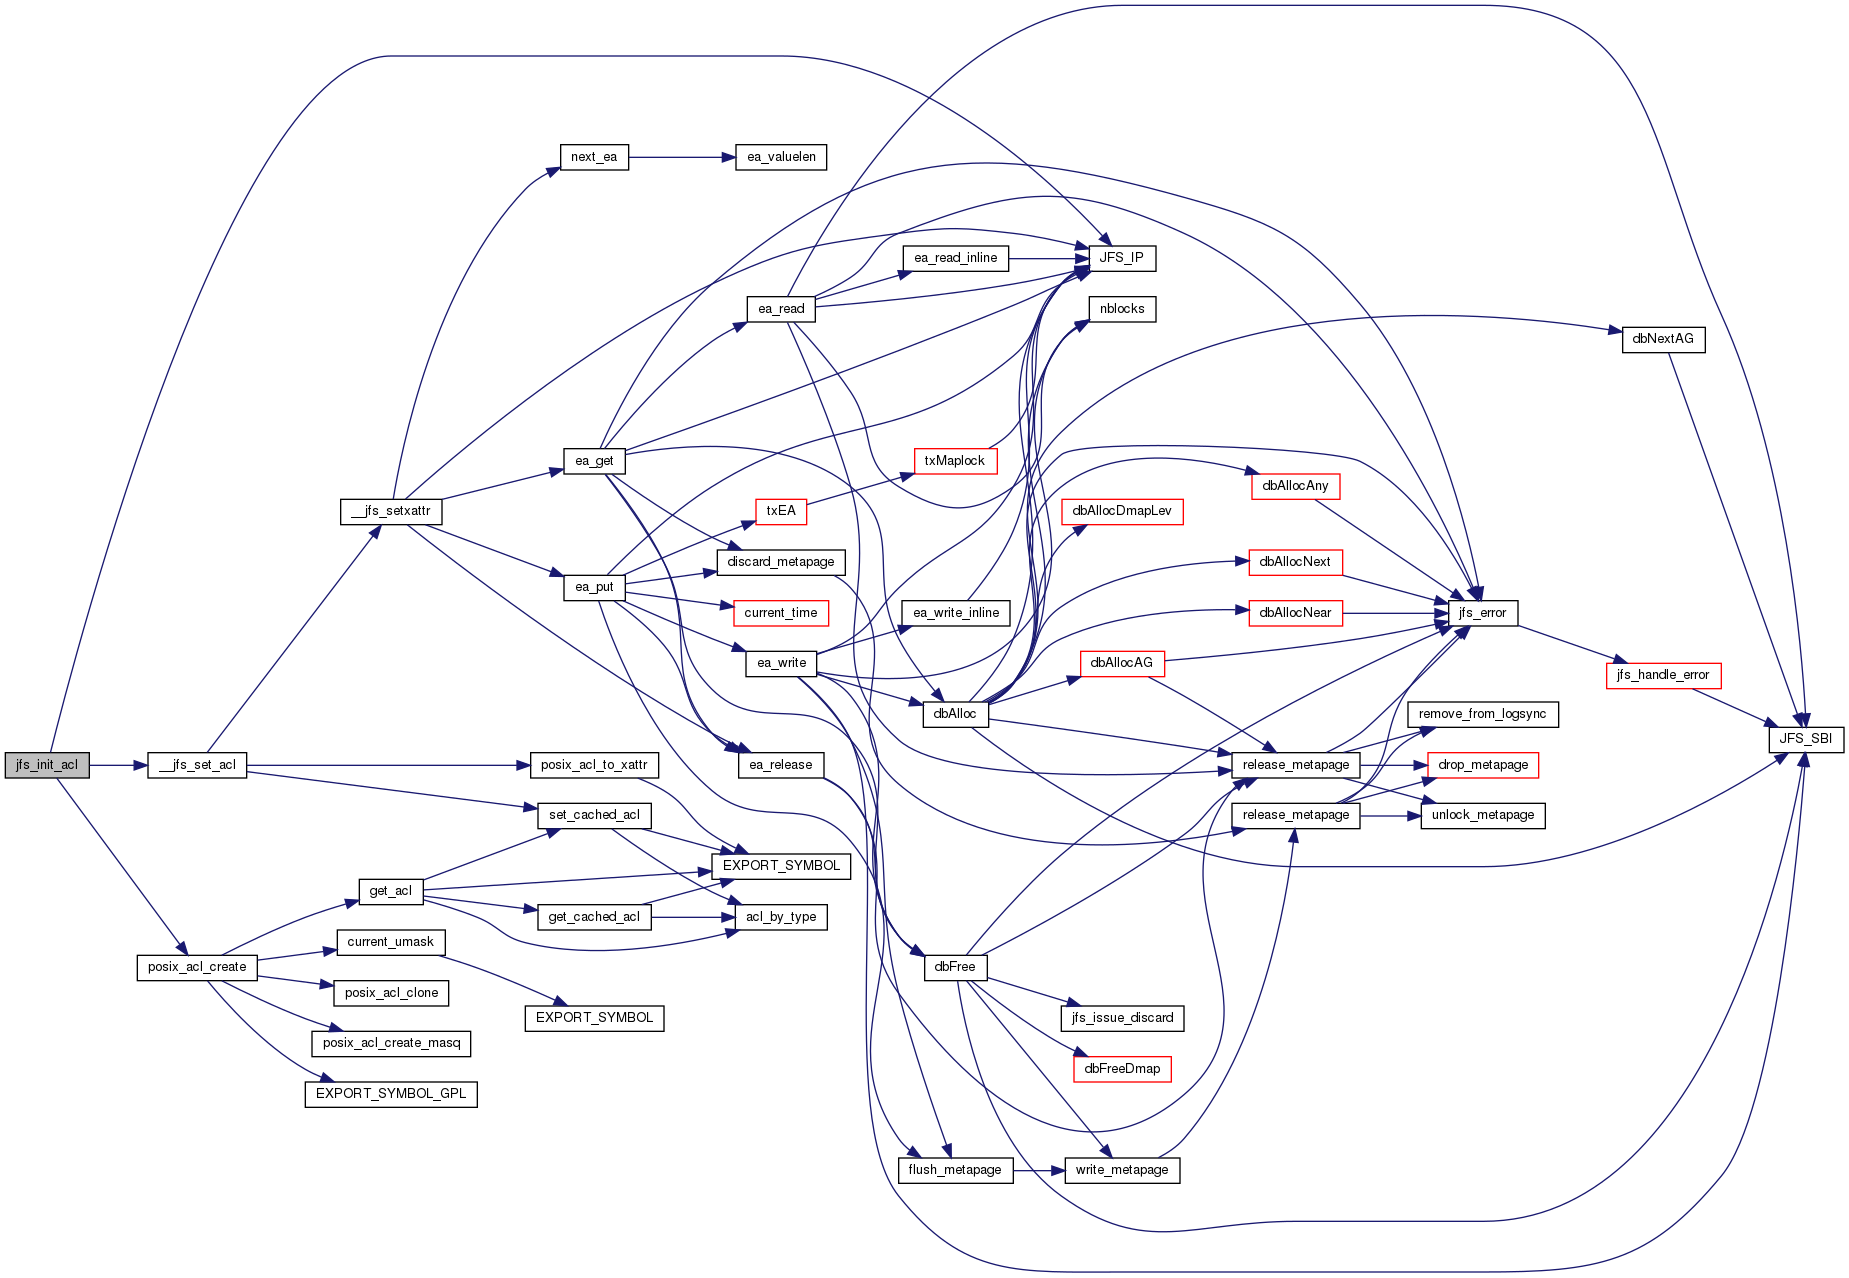 next_ea
ea_valuelen
ea_read_inline
JFS_IP
ea_read
nblocks
dbNextAG
ea_get
txMaplock
dbAllocAny
__jfs_setxattr
txEA
dbAllocDmapLev
discard_metapage
dbAllocNext
ea_put
current_time
ea_write_inline
dbAllocNear
jfs_error
ea_write
dbAllocAG
jfs_handle_error
dbAlloc
remove_from_logsync
JFS_SBI
jfs_init_acl
__jfs_set_acl
posix_acl_to_xattr
ea_release
release_metapage
drop_metapage
set_cached_acl
release_metapage
unlock_metapage
EXPORT_SYMBOL
get_acl
get_cached_acl
acl_by_type
current_umask
posix_acl_create
dbFree
posix_acl_clone
EXPORT_SYMBOL
jfs_issue_discard
posix_acl_create_masq
dbFreeDmap
EXPORT_SYMBOL_GPL
flush_metapage
write_metapage